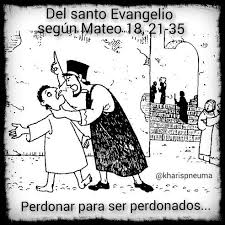 Del santo Evangelio
según Mateo 18, 21-35
@kharispneuma
Perdonar para ser perdonados...